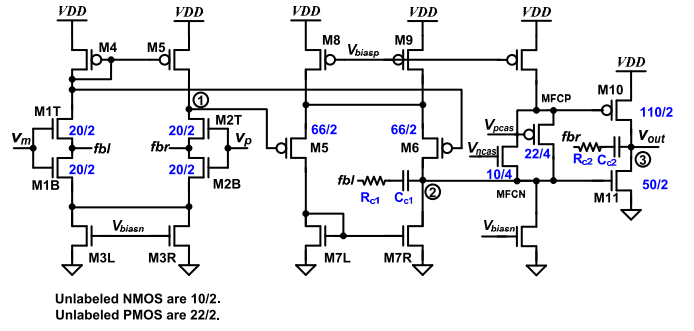 VDD VDD VDD VDD VDD
VDD
M4 M5 M8 Vbiasp M9
M10
MFCP
110/2
1
M1T M2T
Vm 20/2 20/2 Vp 66/2 66/2 Vpcas fbr Vout
fbl fbr M5 M6 Vncas 22/4 Rc2 Cc2 3
20/2 20/2 10/4
M1B M2B fbl 2 MFCN
Rc1 Cc1 M11 50/2
Vbiasn Vbiasn
M3L M3R M7L M7R
Unlabeled NMOS are 10/2.
Unlabeled PMOS are 22/2.